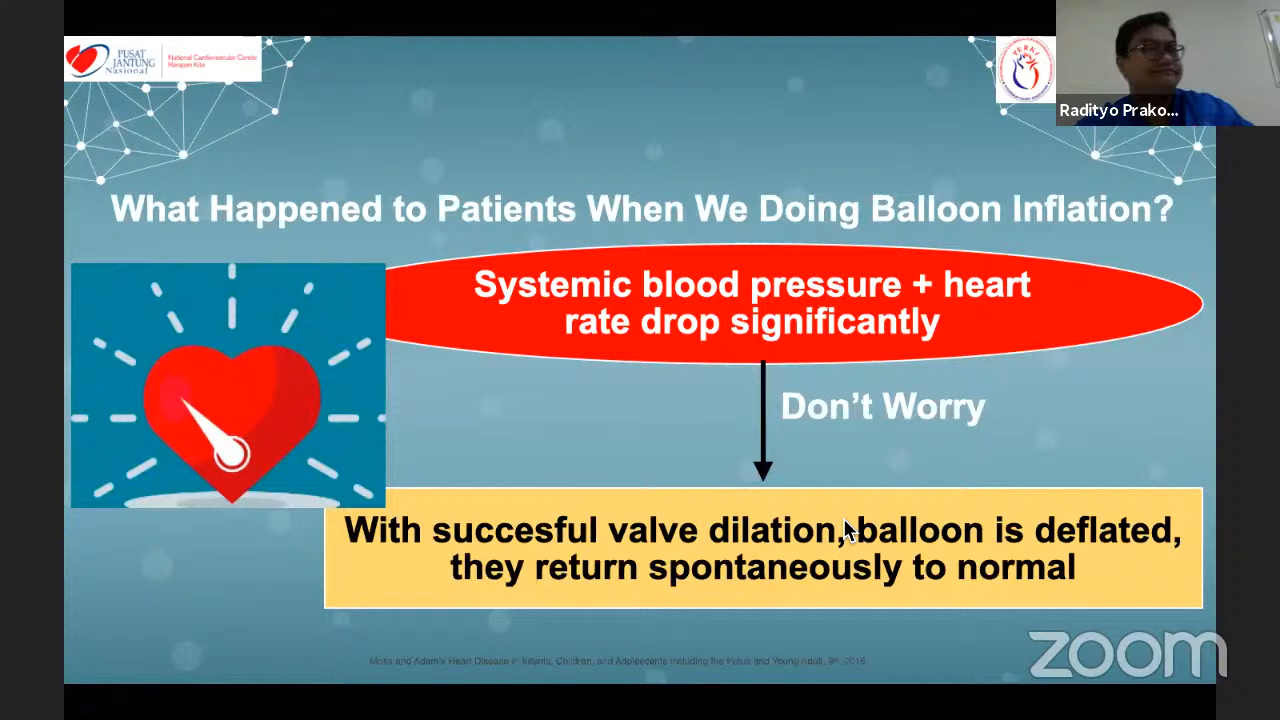 PUSAT
JANTUNG
Nasional
National Cardiovascular Center
Harapan Kita
PERKI
Radityo Prako...
What Happened to Patients When We Doing Balloon Inflation?
Systemic blood pressure + heart
rate drop significantly
Don’t Worry
With succesful valve dilation, balloon is deflated,
they return spontaneously to normal
Moss and Adam's Heart Disease in Infants, Children, and Adolescents Including the Fetus and Young Adult, 9th. 2016.
zoom